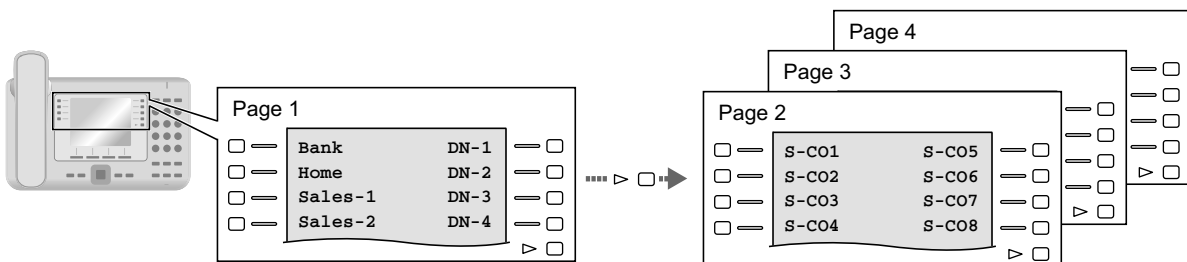 Page 1
Bank DN-1
Home DN-2
Sales-1 DN-3
Sales-2 DN-4
Page 4
Page 3
Page 2
S-CO1 S-CO5
S-CO2 S-CO6
S-CO3 S-CO7
S-CO4 S-CO8